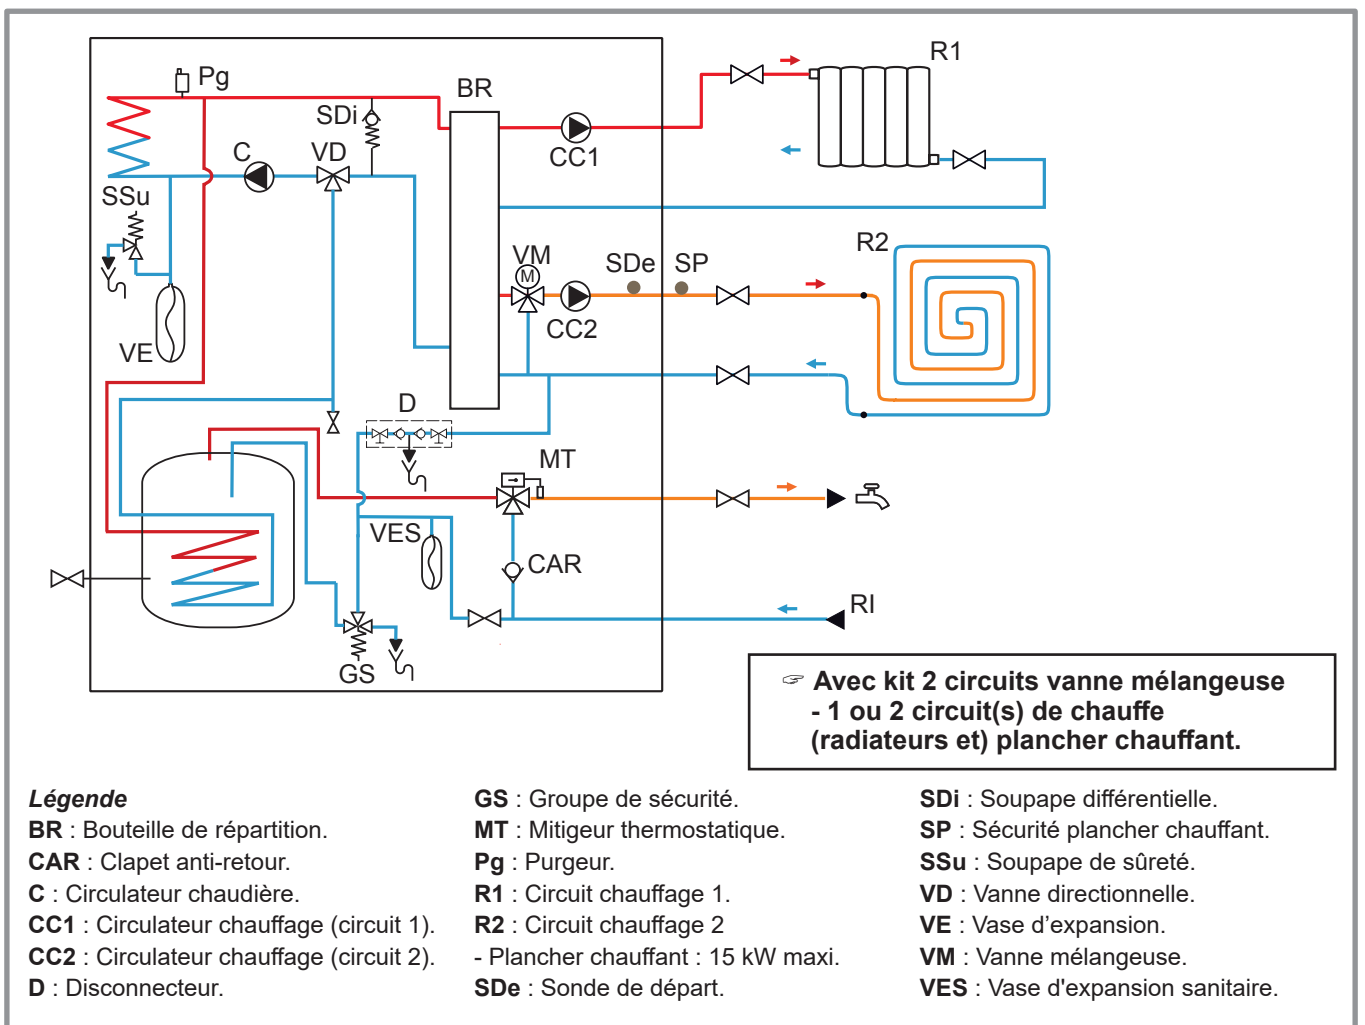 R1
Pg
BR
SDi
C
VD
CC1
SSu
R2
VM
SDe
SP
M
CC2
VE
D
MT
VES
CAR
RI
GS
☞ Avec kit 2 circuits vanne mélangeuse
- 1 ou 2 circuit(s) de chauffe
(radiateurs et) plancher chauffant.
Légende
BR : Bouteille de répartition.
CAR : Clapet anti-retour.
C : Circulateur chaudière.
CC1 : Circulateur chauffage (circuit 1).
CC2 : Circulateur chauffage (circuit 2).
D : Disconnecteur.
GS : Groupe de sécurité.
MT : Mitigeur thermostatique.
Pg : Purgeur.
R1 : Circuit chauffage 1.
R2 : Circuit chauffage 2
- Plancher chauffant : 15 kW maxi.
SDe : Sonde de départ.
SDi : Soupape différentielle.
SP : Sécurité plancher chauffant.
SSu : Soupape de sûreté.
VD : Vanne directionnelle.
VE : Vase d’expansion.
VM : Vanne mélangeuse.
VES : Vase d'expansion sanitaire.